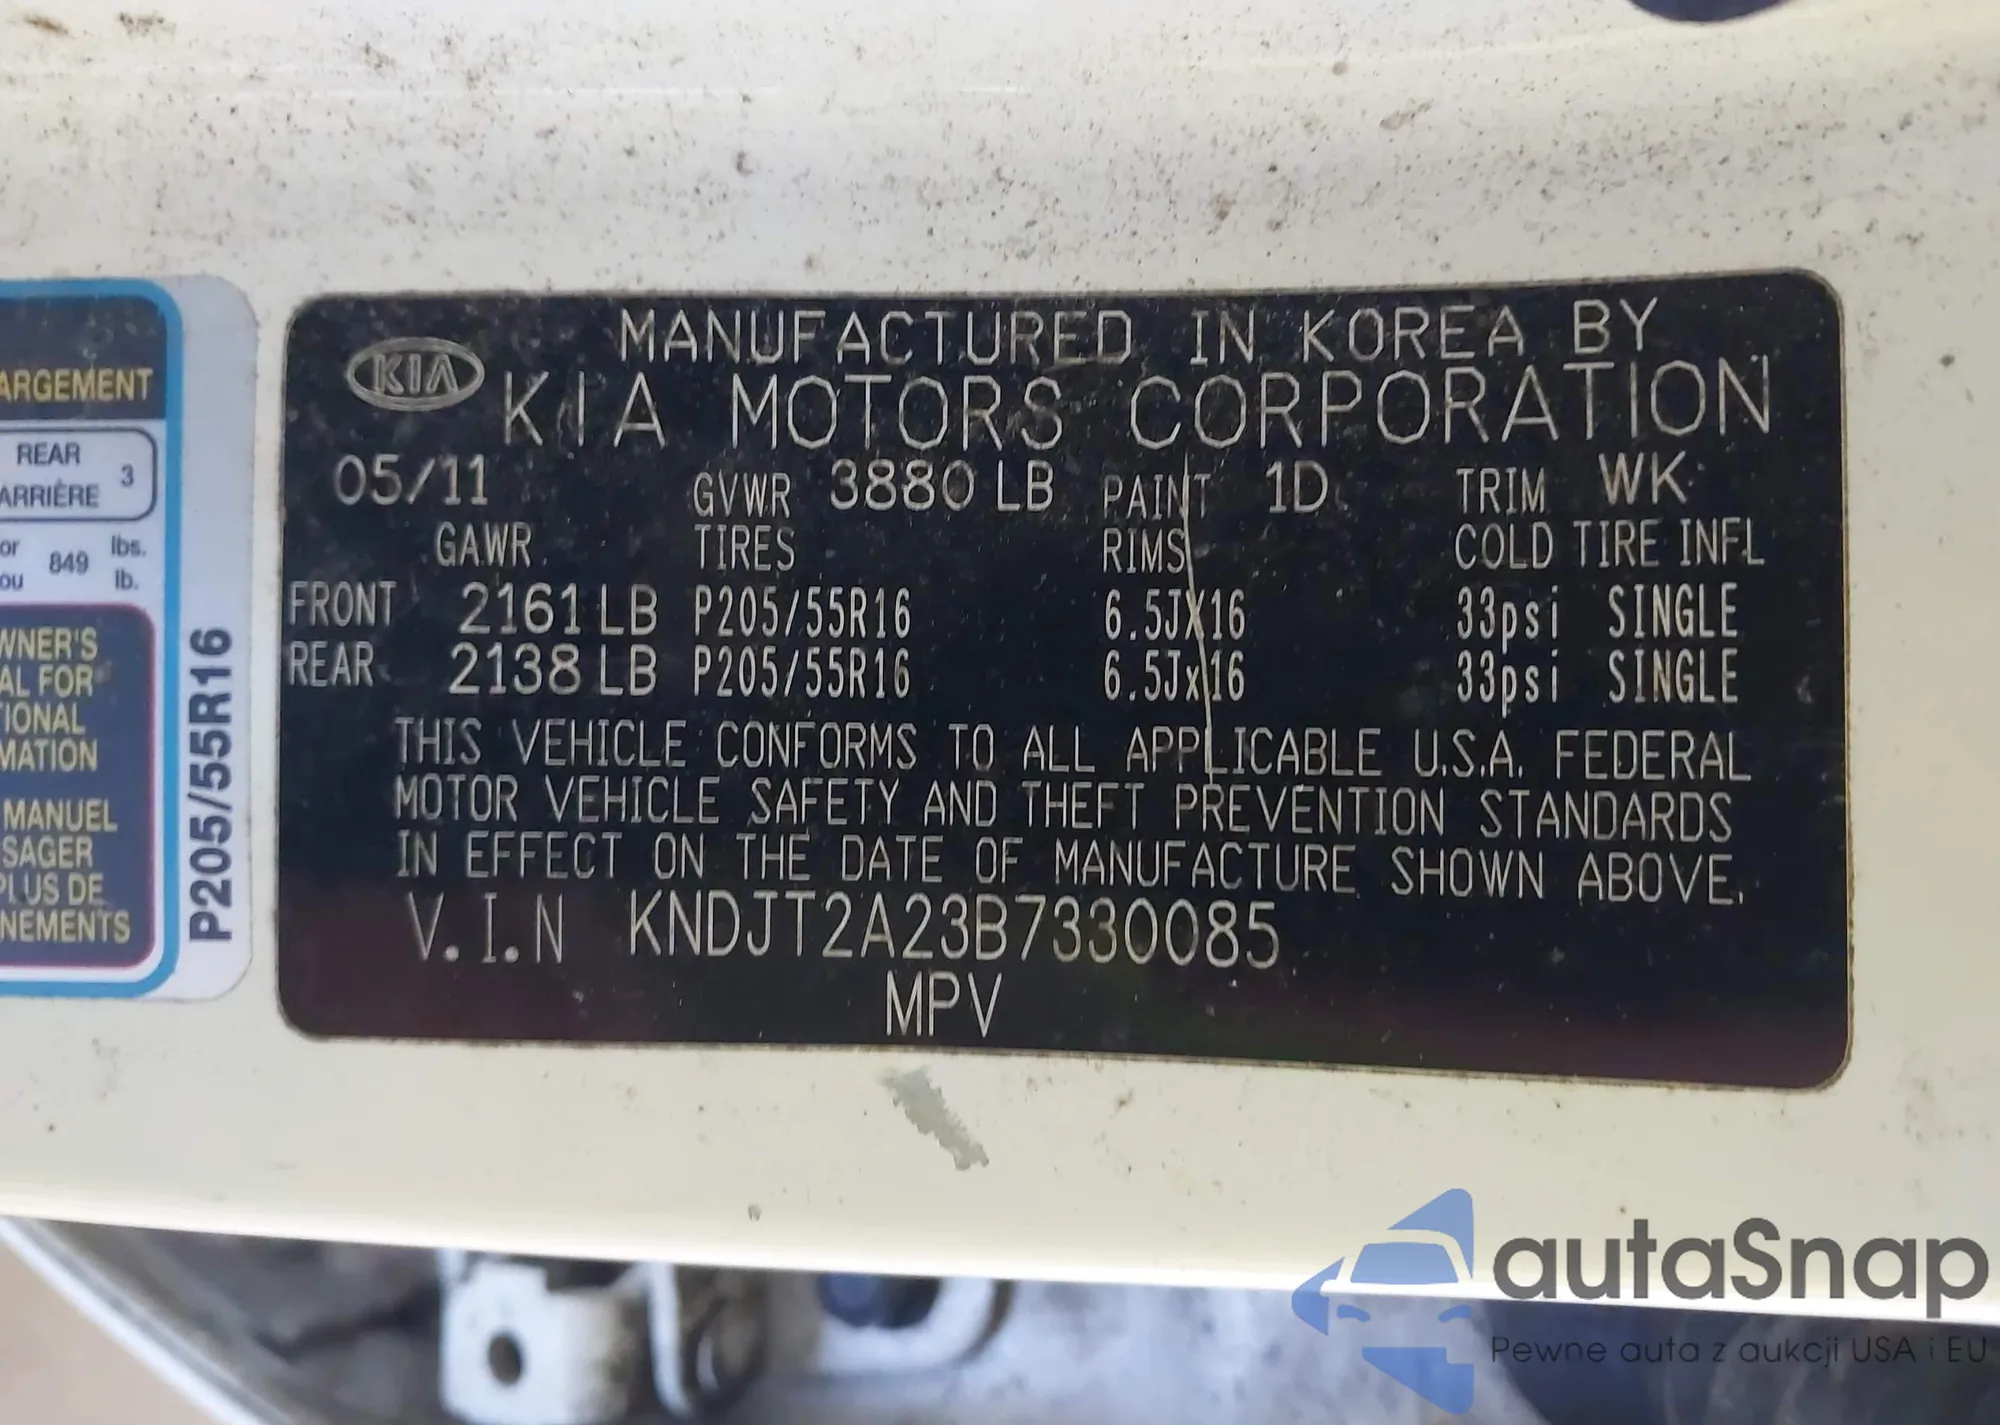 ARGEMENT
REAR
ARRIÈRE 3
or 849 lbs.
ou lb.
WNER'S
AL FOR
TIONAL
MATION
MANUEL
SAGER
PLUS DE
NEMENTS
P205/55R16
MANUFACTURED IN KOREA BY
KIA KIA MOTORS CORPORATION
05/11 GVWR 3880 LB PAINT 1D TRIM WK
GAWR TIRES RIMS COLD TIRE INFL
FRONT 2161 LB P205/55R16 6.5JX16 33psi SINGLE
REAR 2138 LB P205/55R16 6.5Jx16 33psi SINGLE
THIS VEHICLE CONFORMS TO ALL APPLICABLE U.S.A. FEDERAL
MOTOR VEHICLE SAFETY AND THEFT PREVENTION STANDARDS
IN EFFECT ON THE DATE OF MANUFACTURE SHOWN ABOVE.
V.I.N KNDJT2A23B7330085
MPV
autaSnap
Pewne auta z aukcji USA i EU